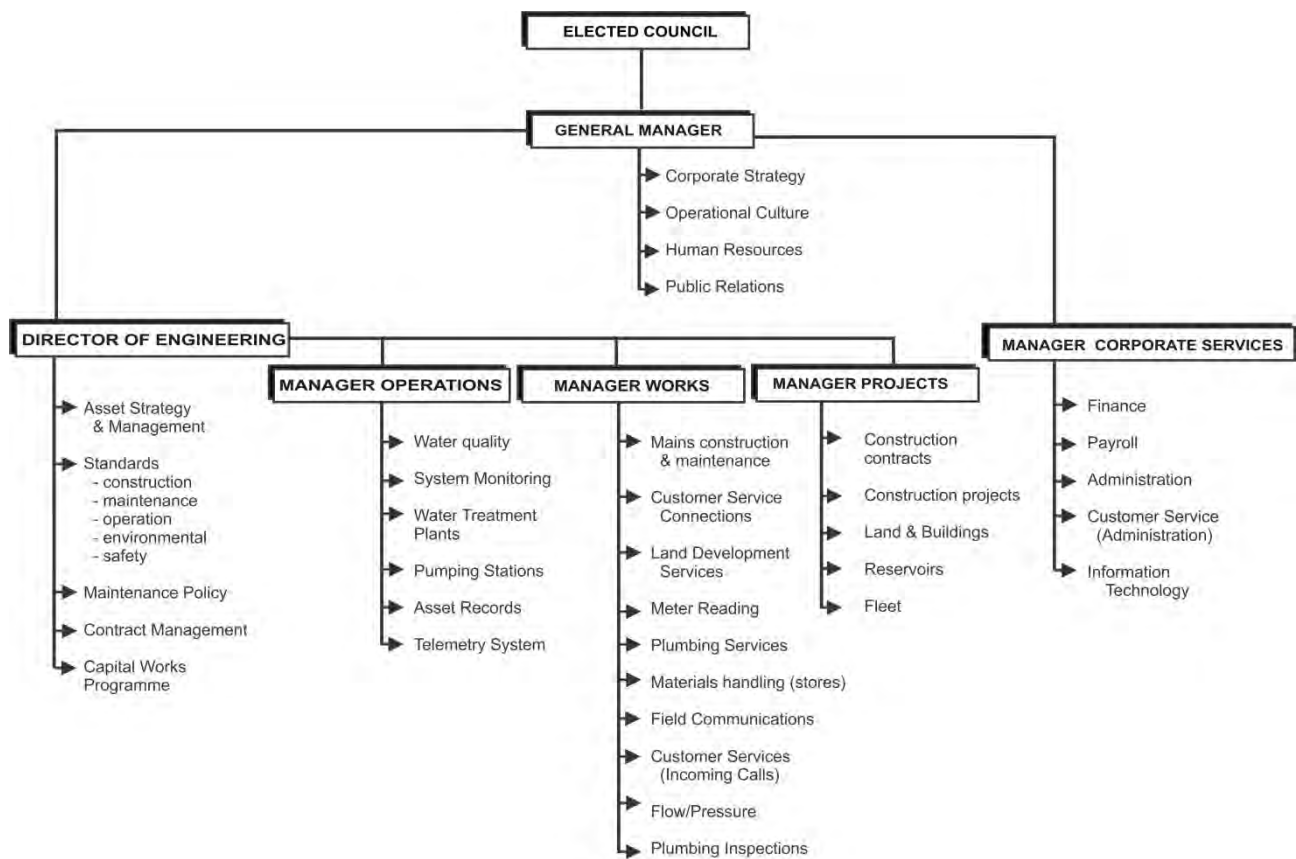 ELECTED COUNCIL
GENERAL MANAGER
Corporate Strategy
Operational Culture
Human Resources
Public Relations
DIRECTOR OF ENGINEERING
Asset Strategy
& Management
Standards
- construction
- maintenance
- operation
- environmental
- safety
Maintenance Policy
Contract Management
Capital Works
Programme
MANAGER OPERATIONS
Water quality
System Monitoring
Water Treatment
Plants
Pumping Stations
Asset Records
Telemetry System
MANAGER WORKS
Mains construction
& maintenance
Customer Service
Connections
Land Development
Services
Meter Reading
Plumbing Services
Materials handling (stores)
Field Communications
Customer Services
(Incoming Calls)
Flow/Pressure
Plumbing Inspections
MANAGER PROJECTS
Construction
contracts
Construction projects
Land & Buildings
Reservoirs
Fleet
MANAGER CORPORATE SERVICES
Finance
Payroll
Administration
Customer Service
(Administration)
Information
Technology